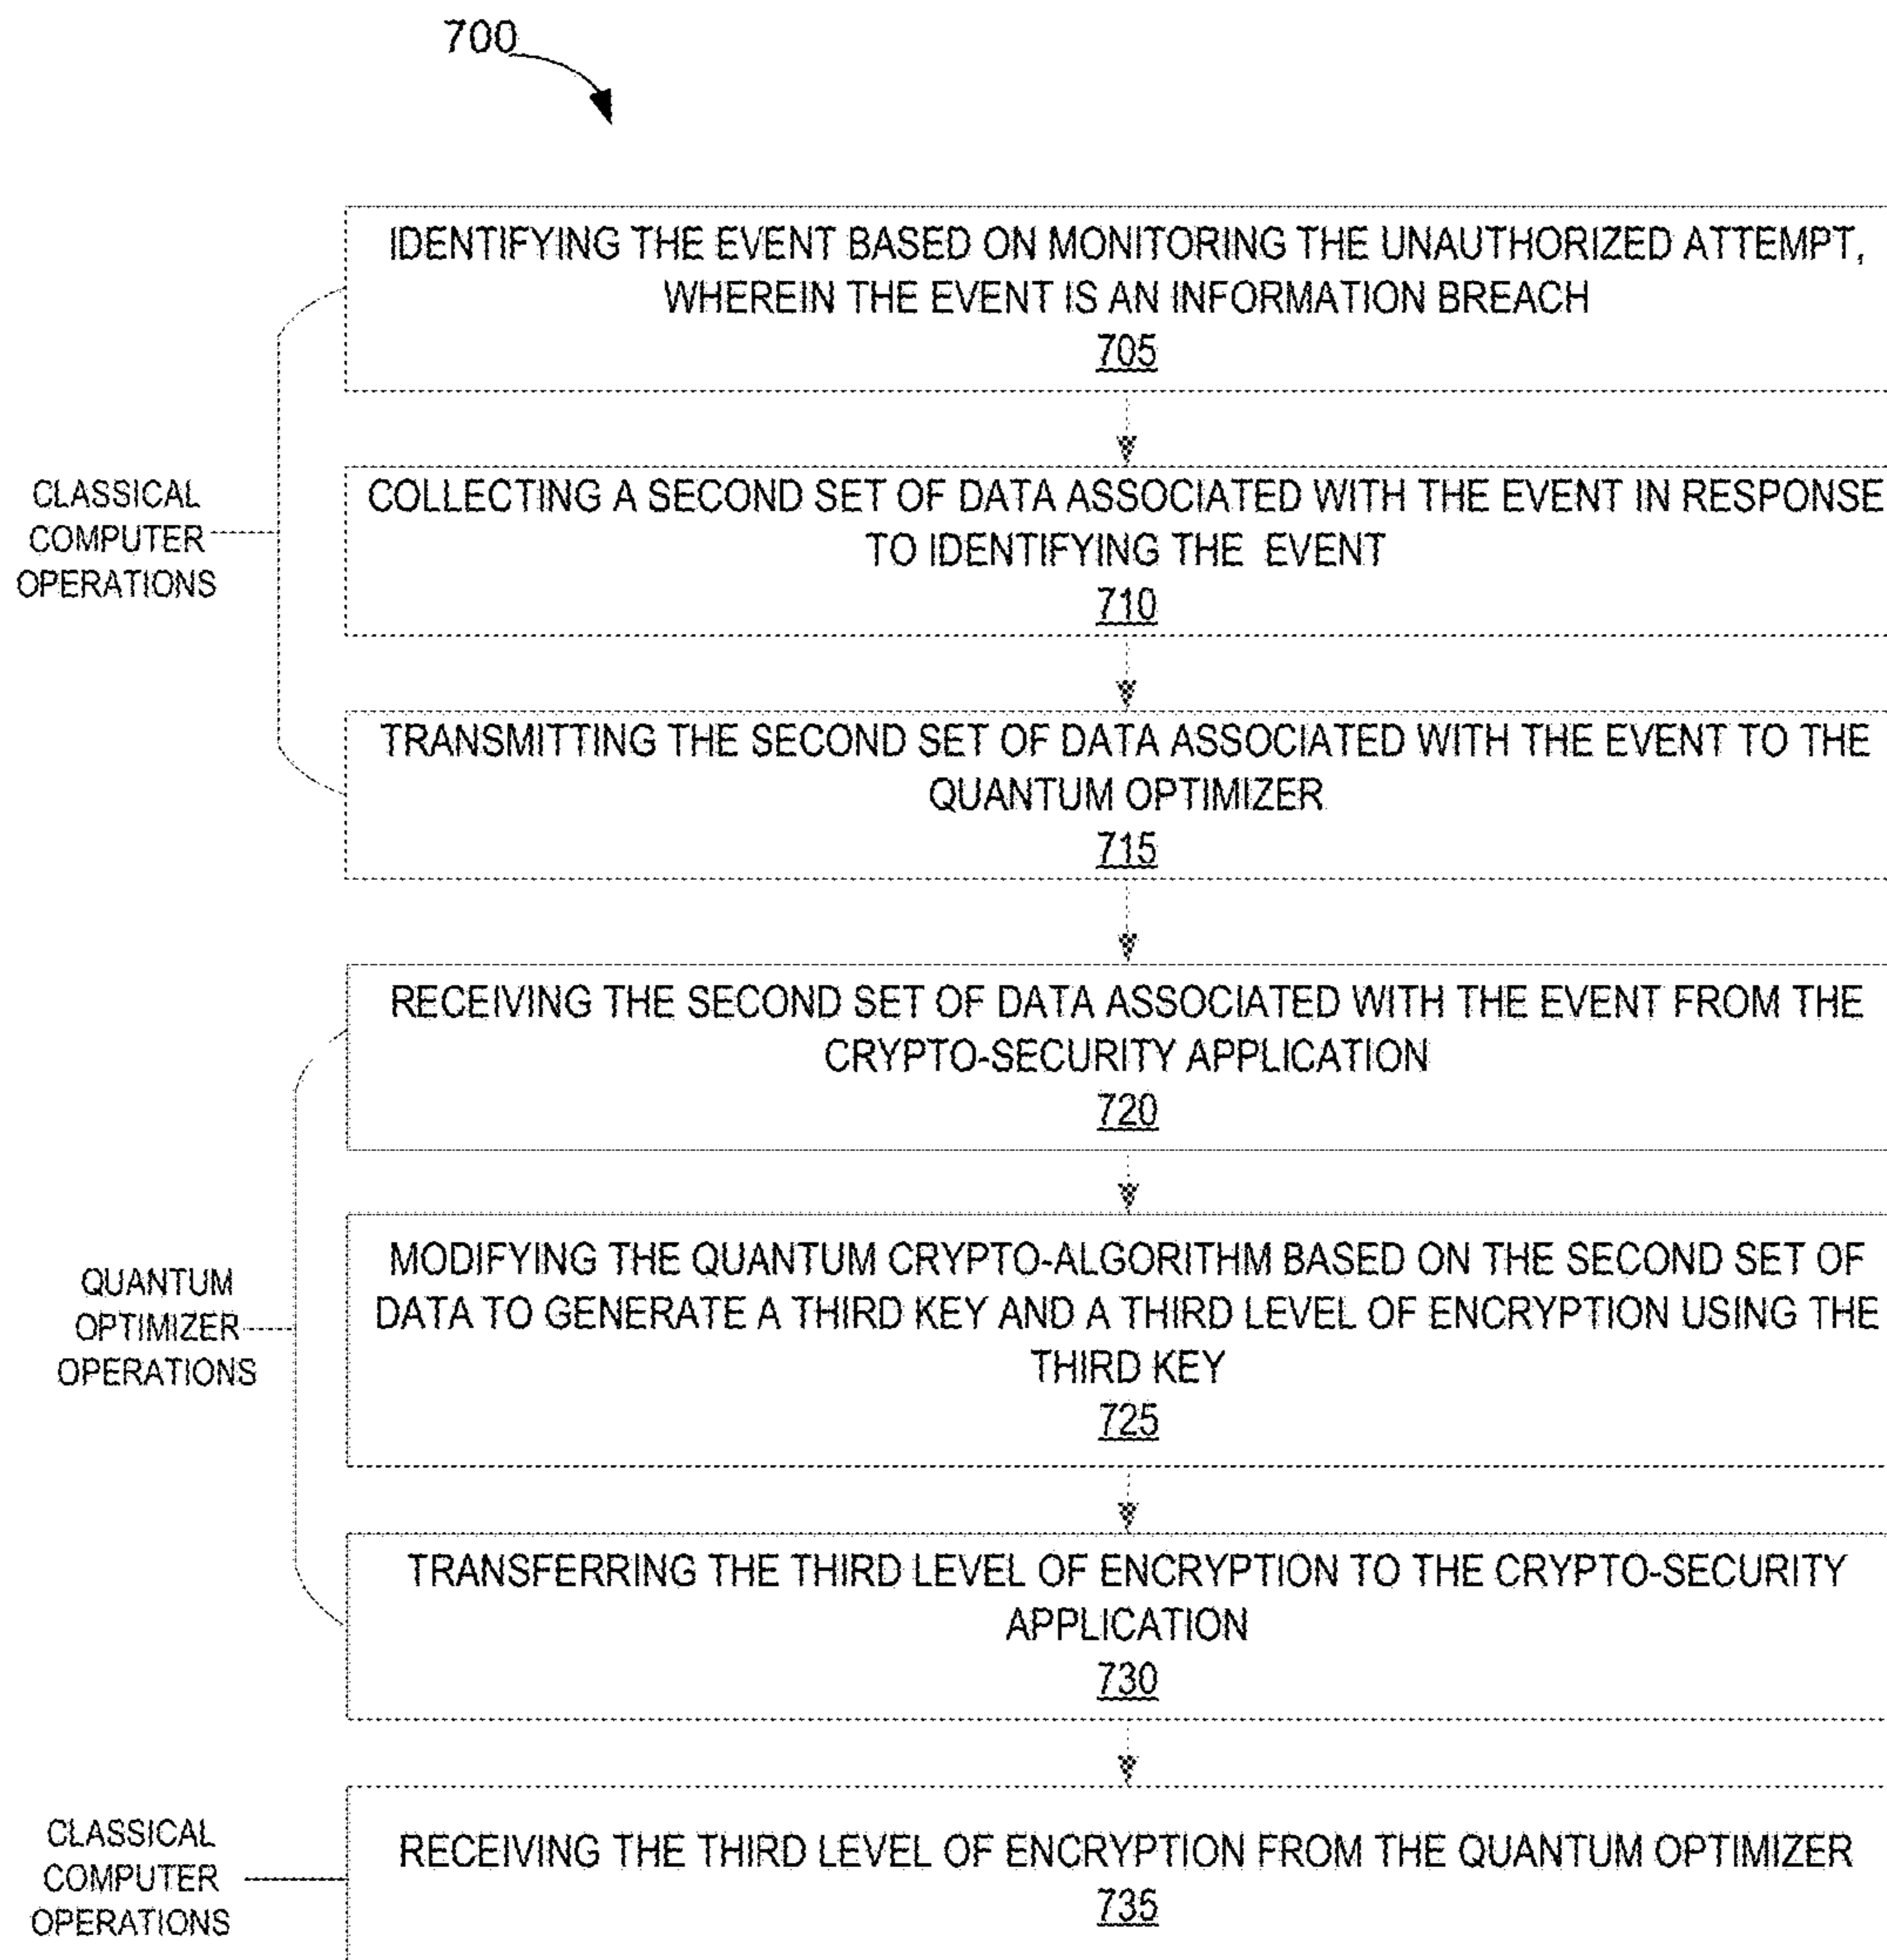 700
IDENTIFYING THE EVENT BASED ON MONITORING THE UNAUTHORIZED ATTEMPT,
WHEREIN THE EVENT IS AN INFORMATION BREACH
705
CLASSICAL
COMPUTER
OPERATIONS
COLLECTING A SECOND SET OF DATA ASSOCIATED WITH THE EVENT IN RESPONSE
TO IDENTIFYING THE EVENT
710
TRANSMITTING THE SECOND SET OF DATA ASSOCIATED WITH THE EVENT TO THE
QUANTUM OPTIMIZER
715
RECEIVING THE SECOND SET OF DATA ASSOCIATED WITH THE EVENT FROM THE
CRYPTO-SECURITY APPLICATION
720
QUANTUM
OPTIMIZER
OPERATIONS
MODIFYING THE QUANTUM CRYPTO-ALGORITHM BASED ON THE SECOND SET OF
DATA TO GENERATE A THIRD KEY AND A THIRD LEVEL OF ENCRYPTION USING THE
THIRD KEY
725
TRANSFERRING THE THIRD LEVEL OF ENCRYPTION TO THE CRYPTO-SECURITY
APPLICATION
730
CLASSICAL
COMPUTER
OPERATIONS
RECEIVING THE THIRD LEVEL OF ENCRYPTION FROM THE QUANTUM OPTIMIZER
735